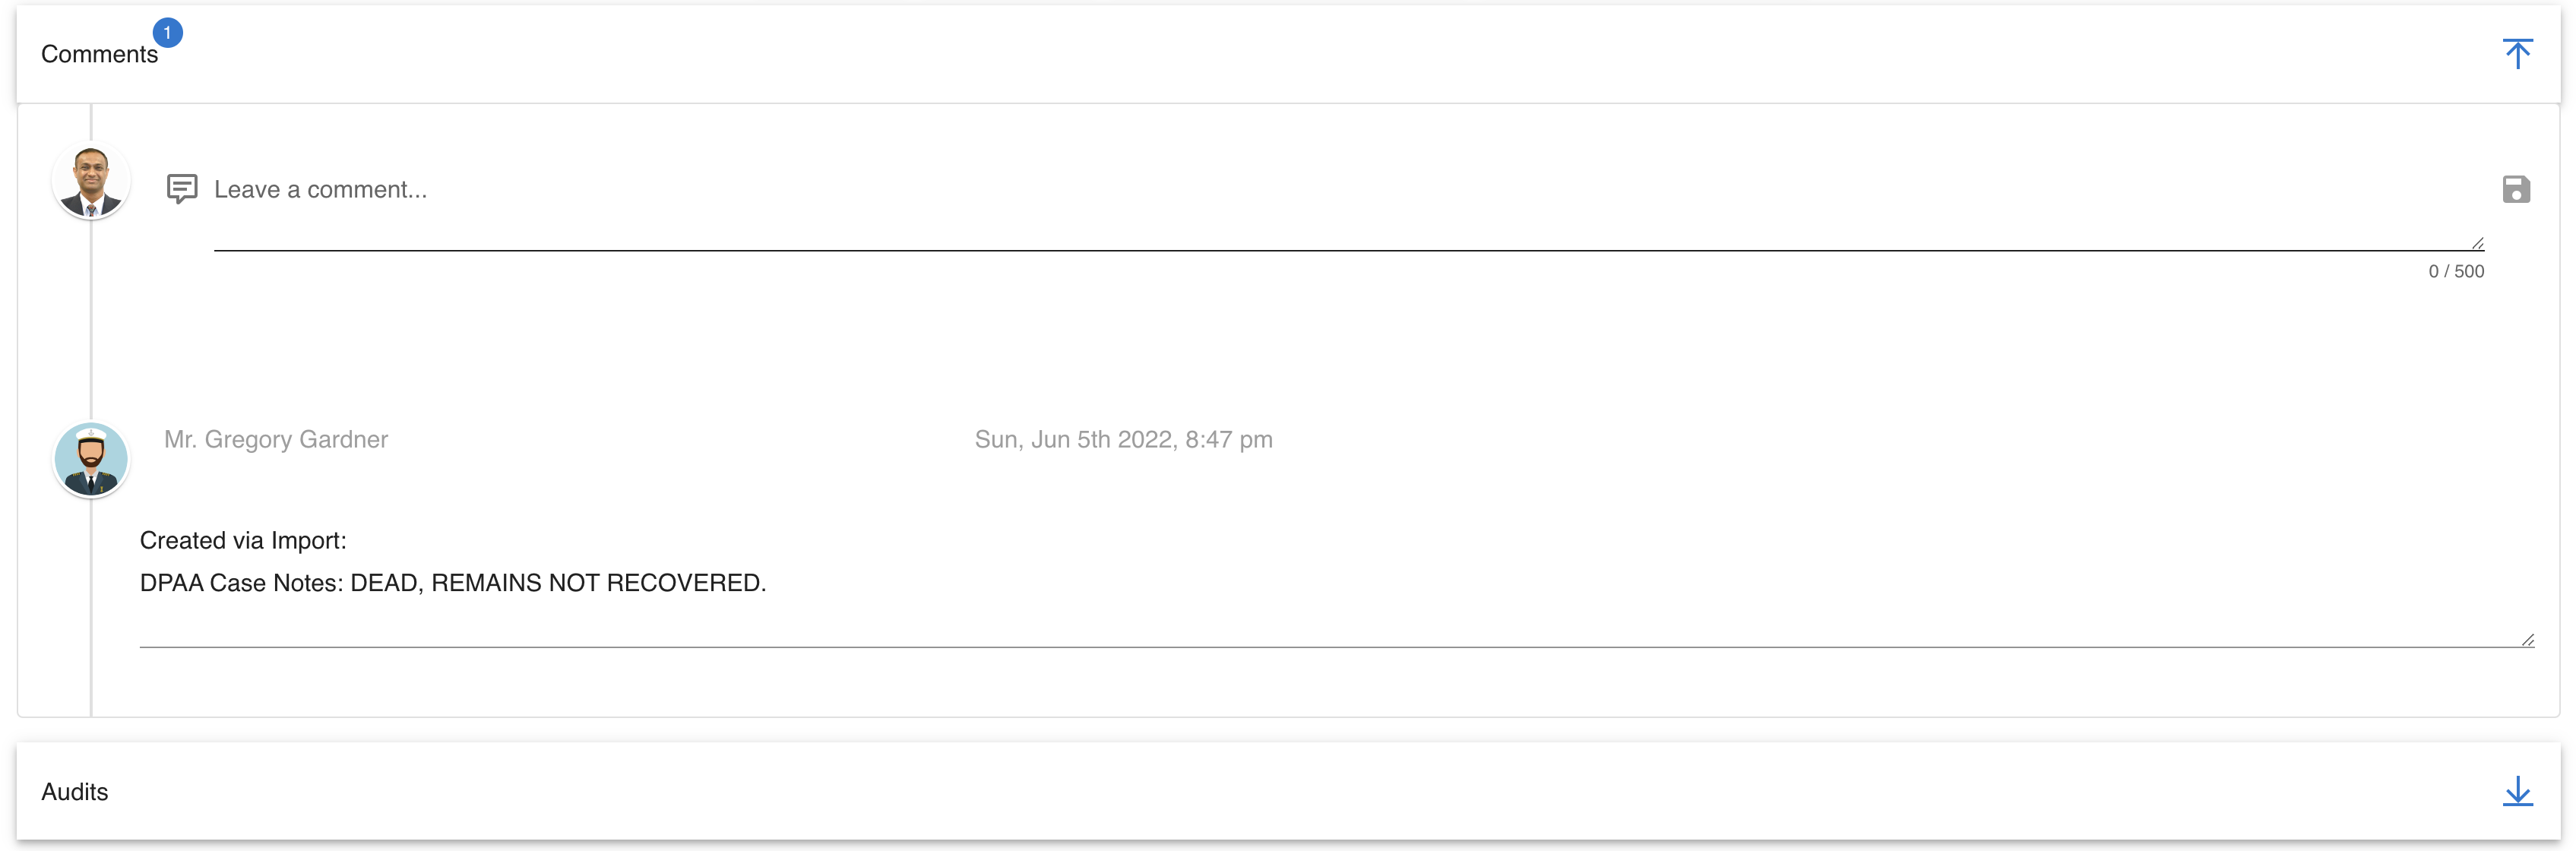 Comments 1
Leave a comment...
0 / 500
Mr. Gregory Gardner Sun, Jun 5th 2022, 8:47 pm
Created via Import:
DPAA Case Notes: DEAD, REMAINS NOT RECOVERED.
Audits